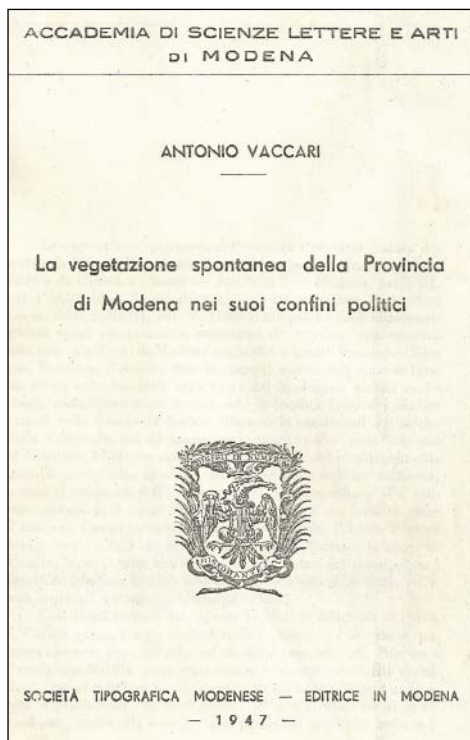 ACCADEMIA DI SCIENZE LETTERE E ARTI
DI MODENA
ANTONIO VACCARI
La vegetazione spontanea della Provincia
di Modena nei suoi confini politici
SOCIETÀ TIPOGRAFICA MODENESE — EDITRICE IN MODENA
— 1947 —